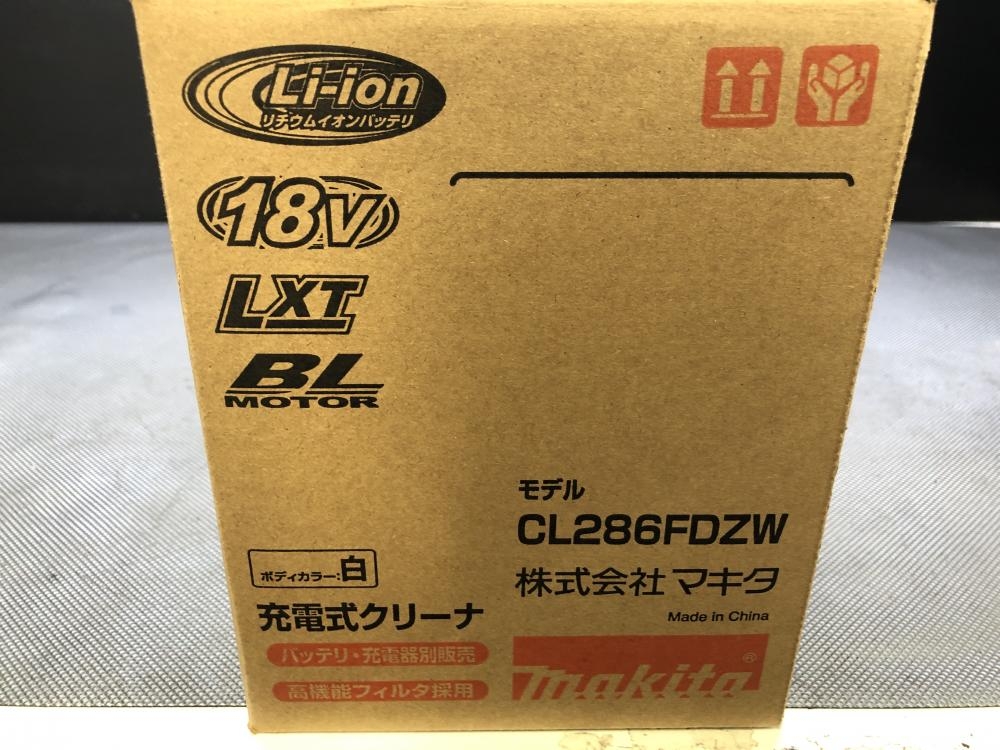 Li-ion
リチウムイオンバッテリ
18V
LXT
BL
MOTOR
モデル
CL286FDZW
株式会社マキタ
Made in China
ボディカラー:白
充電式クリーナ
バッテリ・充電器別販売
高機能フィルタ採用
makita®